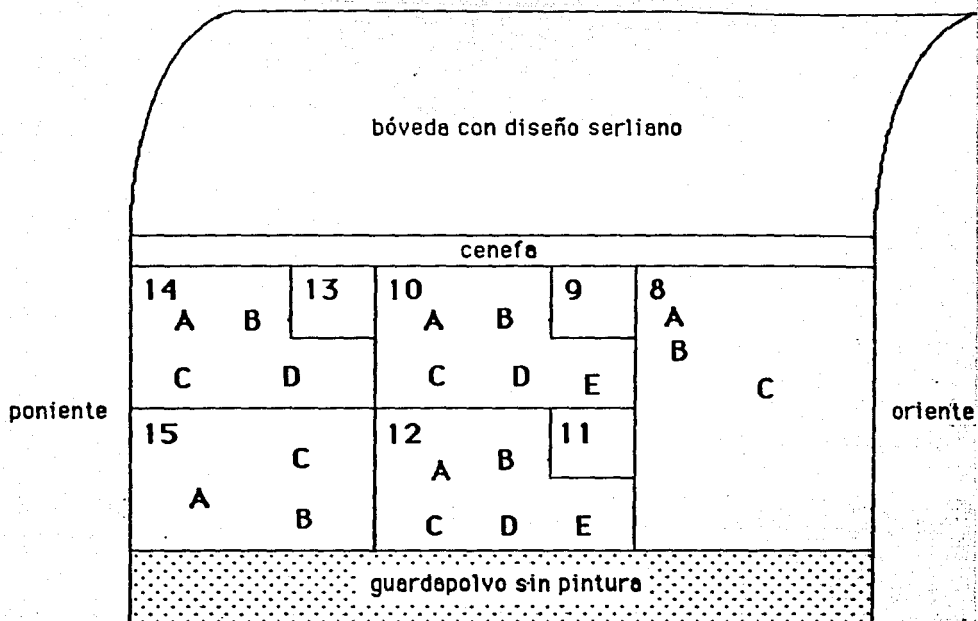 bóveda con diseño serliano
cenefa
14 13 10 9 8
A B A B A
B
C D C D E C
poniente oriente
15 12 11
C A B
A
B C D E
guardapolvo sin pintura